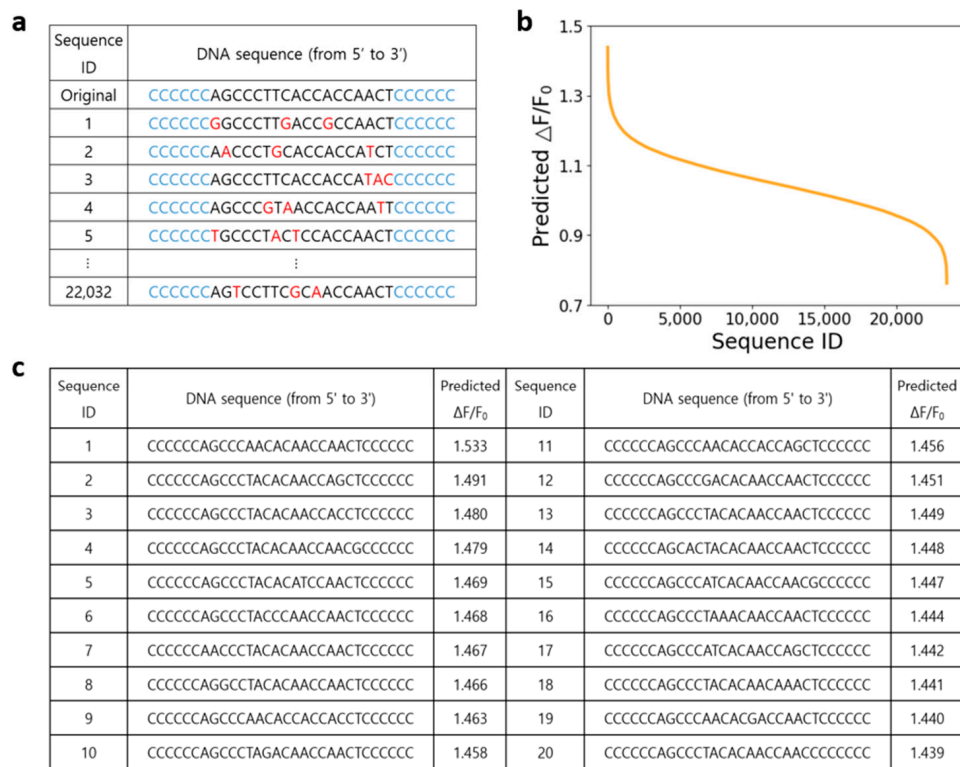 a
Sequence ID
DNA sequence (from 5' to 3')
Original CCCCCCAGCCCTTCACCACCAACTCCCCCC
1 CCCCCCGGCCCTTGACCGCCAACTCCCCCC
2 CCCCCCAACCCTGCACCACCATCTCCCCCC
3 CCCCCCAGCCCTTCACCACCATACCCCCCC
4 CCCCCCAGCCCGTAACCACCAATTCCCCCC
5 CCCCCCTGCCCTACTCCACCAACTCCCCCC
⋮ ⋮
22,032 CCCCCCAGTCCTTCGCAACCAACTCCCCCC
b
Predicted ΔF/F₀
1.5
1.3
1.1
0.9
0.7
0 5,000 10,000 15,000 20,000
Sequence ID
c
Sequence ID DNA sequence (from 5' to 3') Predicted ΔF/F₀ Sequence ID DNA sequence (from 5' to 3') Predicted ΔF/F₀
1 CCCCCCAGCCCAACACAACCAACTCCCCCC 1.533 11 CCCCCCAGCCCAACACCACCAGCTCCCCCC 1.456
2 CCCCCCAGCCCTACACAACCAGCTCCCCCC 1.491 12 CCCCCCAGCCCGACACAACCAACTCCCCCC 1.451
3 CCCCCCAGCCCTACACAACCACCTCCCCCC 1.480 13 CCCCCCAGCCCTACACAACCAACTCCCCCC 1.449
4 CCCCCCAGCCCTACACAACCAACGCCCCCC 1.479 14 CCCCCCAGCACTACACAACCAACTCCCCCC 1.448
5 CCCCCCAGCCCTACACATCCAACTCCCCCC 1.469 15 CCCCCCAGCCCATCACAACCAACGCCCCCC 1.447
6 CCCCCCAGCCCTACCCAACCAACTCCCCCC 1.468 16 CCCCCCAGCCCTAAACAACCAACTCCCCCC 1.444
7 CCCCCCAACCCTACACAACCAACTCCCCCC 1.467 17 CCCCCCAGCCCATCACAACCAGCTCCCCCC 1.442
8 CCCCCCAGGCCTACACAACCAACTCCCCCC 1.466 18 CCCCCCAGCCCTACACAACAAACTCCCCCC 1.441
9 CCCCCCAGCCCAACACCACCACCTCCCCCC 1.463 19 CCCCCCAGCCCAACACGACCAACTCCCCCC 1.440
10 CCCCCCAGCCCTAGACAACCAACTCCCCCC 1.458 20 CCCCCCAGCCCTACACAACCAACCCCCCCC 1.439